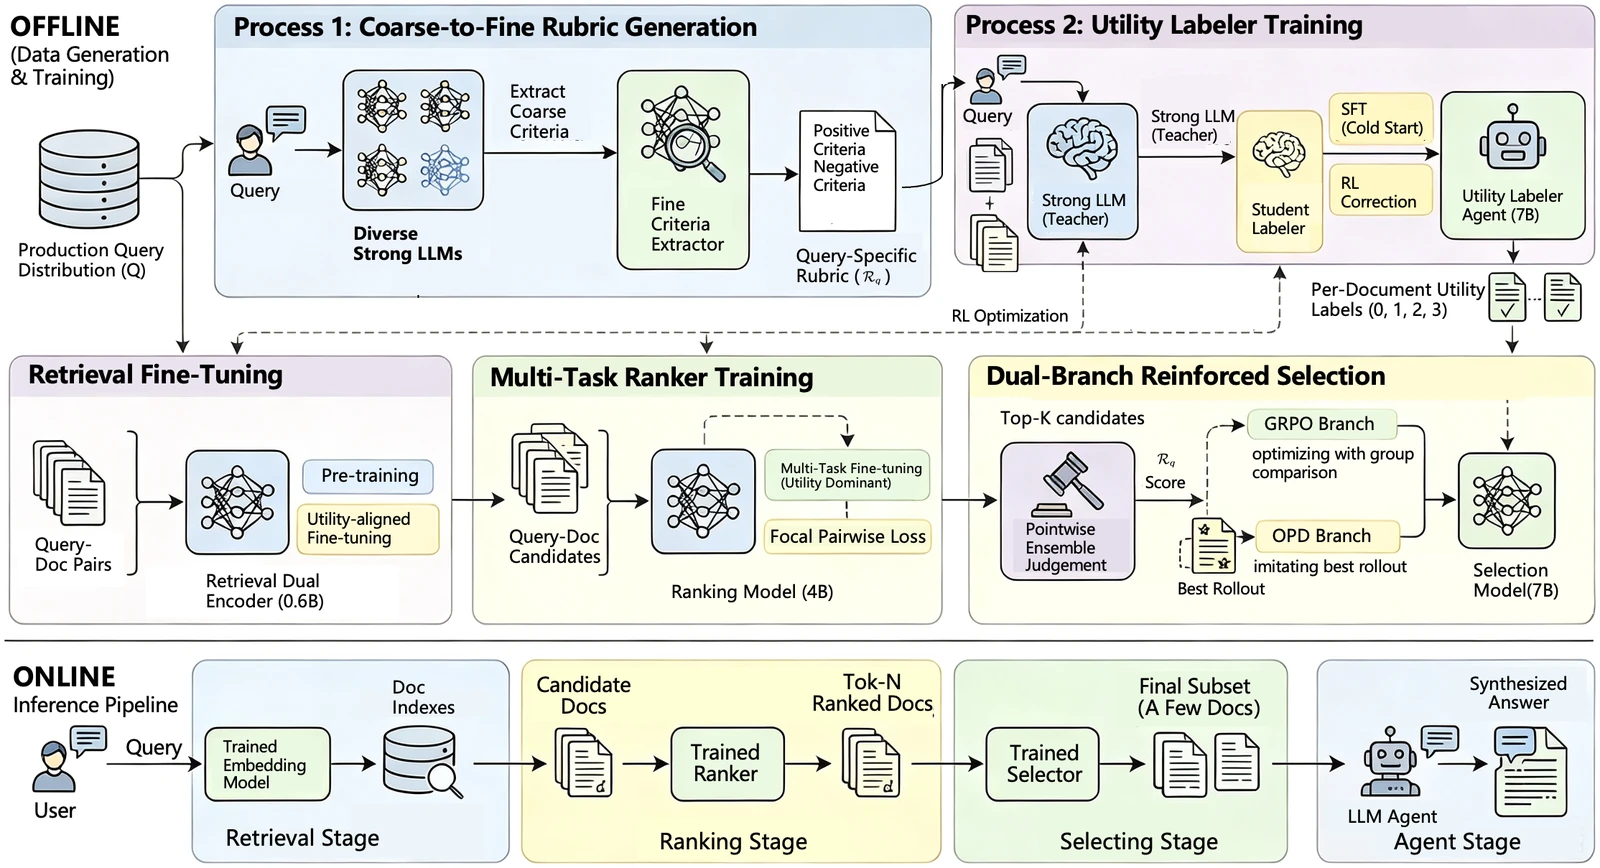 OFFLINE
(Data Generation
& Training)
Production Query
Distribution (Q)
Process 1: Coarse-to-Fine Rubric Generation
Query
Diverse
Strong LLMs
Extract
Coarse
Criteria
Fine
Criteria
Extractor
Positive
Criteria
Negative
Criteria
Query-Specific
Rubric (ℛq)
Process 2: Utility Labeler Training
Query
+
Strong LLM
(Teacher)
Strong LLM
(Teacher)
Student
Labeler
SFT
(Cold Start)
RL
Correction
Utility Labeler
Agent (7B)
Per-Document Utility
Labels (0, 1, 2, 3)
RL Optimization
Retrieval Fine-Tuning
Query-
Doc Pairs
Retrieval Dual
Encoder (0.6B)
Pre-training
Utility-aligned
Fine-tuning
Multi-Task Ranker Training
Query-Doc
Candidates
Multi-Task Fine-tuning
(Utility Dominant)
Focal Pairwise Loss
Ranking Model (4B)
Dual-Branch Reinforced Selection
Top-K candidates
Pointwise
Ensemble
Judgement
ℛq
Score
Best Rollout
GRPO Branch
optimizing with group
comparison
OPD Branch
imitating best rollout
Selection
Model(7B)
ONLINE
Inference Pipeline
User
Query
Trained
Embedding
Model
Doc
Indexes
Retrieval Stage
Candidate
Docs
d
Trained
Ranker
Tok-N
Ranked Docs
d
Ranking Stage
Trained
Selector
Final Subset
(A Few Docs)
Selecting Stage
LLM Agent
Synthesized
Answer
Agent Stage